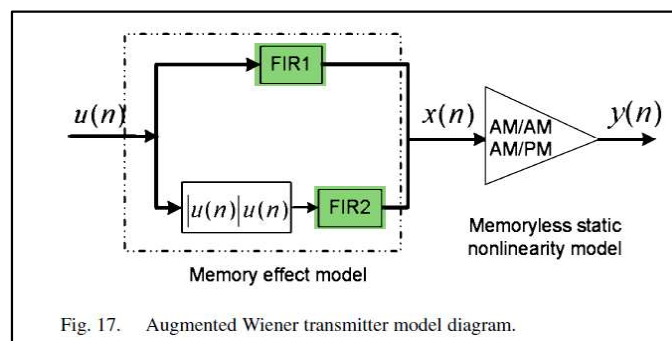 FIR1
u(n)
x(n)
AM/AM
AM/PM
y(n)
|u(n)|u(n)
FIR2
Memoryless static
nonlinearity model
Memory effect model
Fig. 17. Augmented Wiener transmitter model diagram.